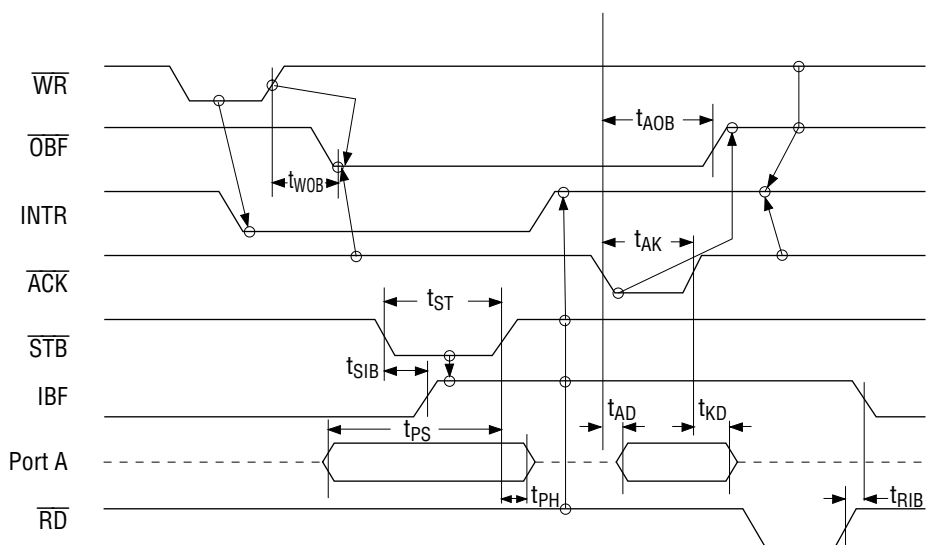 WR
tAOB
OBF
tWOB
INTR
tAK
ACK
tST
STB
tSIB
IBF
tAD
tKD
tPS
Port A
tPH
tRIB
RD